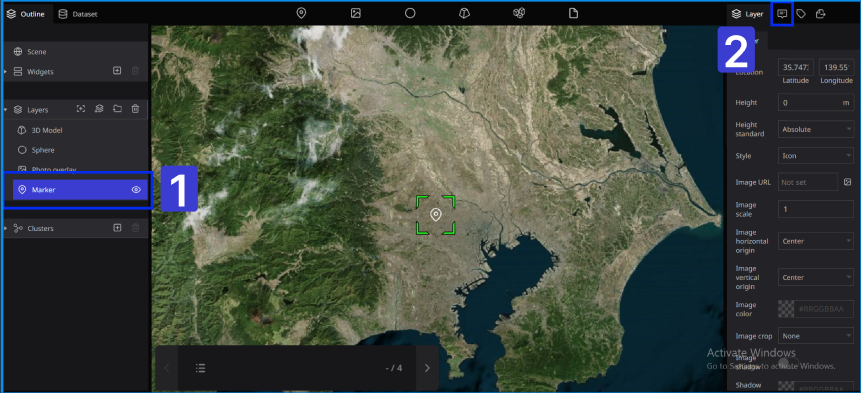 Outline
Dataset
Scene
Widgets
Layers
3D Model
Sphere
Photo overlay
Marker
1
Clusters
- / 4
Layer
2
Location
35.747
139.55
Latitude
Longitude
Height
0
m
Height
standard
Absolute
Style
Icon
Image URL
Not set
Image
scale
1
Image
horizontal
origin
Center
Image
vertical
origin
Center
Image
color
#RRGGBBAA
Image crop
None
Activate Windows
Go to Settings to activate Windows.
Image
shadow
Shadow
#RRGGBBAA